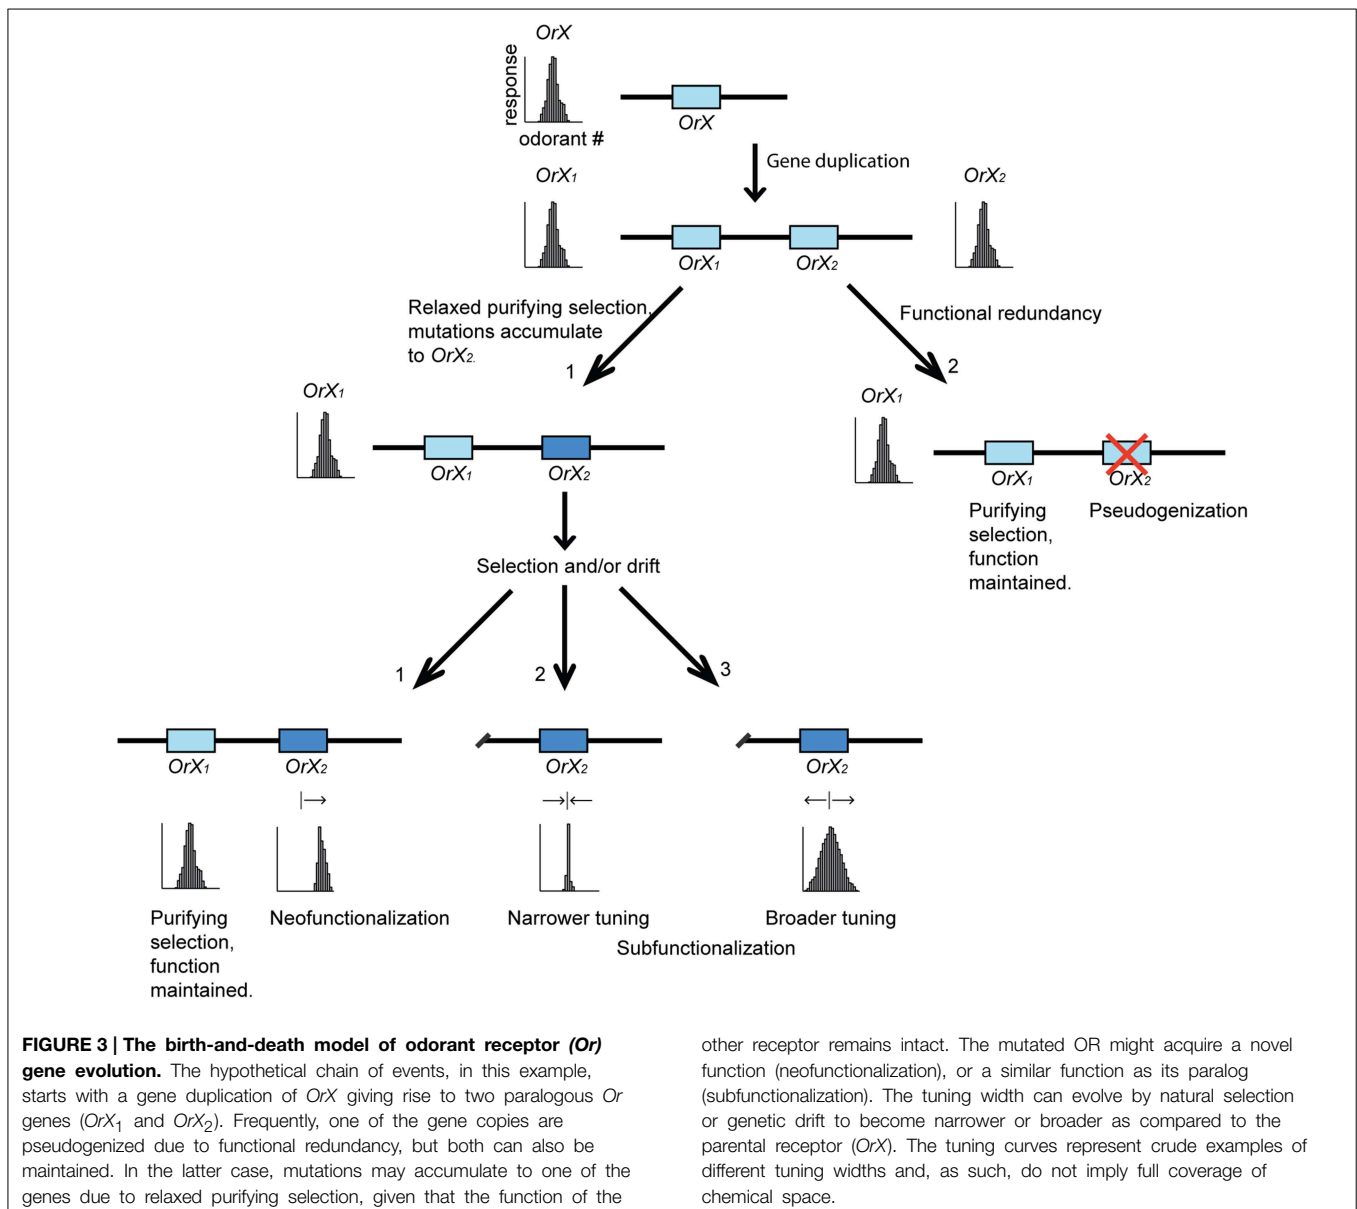 OrX
response
odorant #
OrX
Gene duplication
OrX1
OrX2
OrX1
OrX2
Relaxed purifying selection,
mutations accumulate
to OrX2.
Functional redundancy
1
2
OrX1
OrX1
OrX1
OrX2
OrX1
OrX2
Purifying
selection,
function
maintained.
Pseudogenization
Selection and/or drift
1
2
3
OrX1
OrX2
OrX2
OrX2
Purifying
selection,
function
maintained.
Neofunctionalization
Narrower tuning
Broader tuning
Subfunctionalization
FIGURE 3 | The birth-and-death model of odorant receptor (Or)
gene evolution. The hypothetical chain of events, in this example,
starts with a gene duplication of OrX giving rise to two paralogous Or
genes (OrX1 and OrX2). Frequently, one of the gene copies are
pseudogenized due to functional redundancy, but both can also be
maintained. In the latter case, mutations may accumulate to one of the
genes due to relaxed purifying selection, given that the function of the
other receptor remains intact. The mutated OR might acquire a novel
function (neofunctionalization), or a similar function as its paralog
(subfunctionalization). The tuning width can evolve by natural selection
or genetic drift to become narrower or broader as compared to the
parental receptor (OrX). The tuning curves represent crude examples of
different tuning widths and, as such, do not imply full coverage of
chemical space.